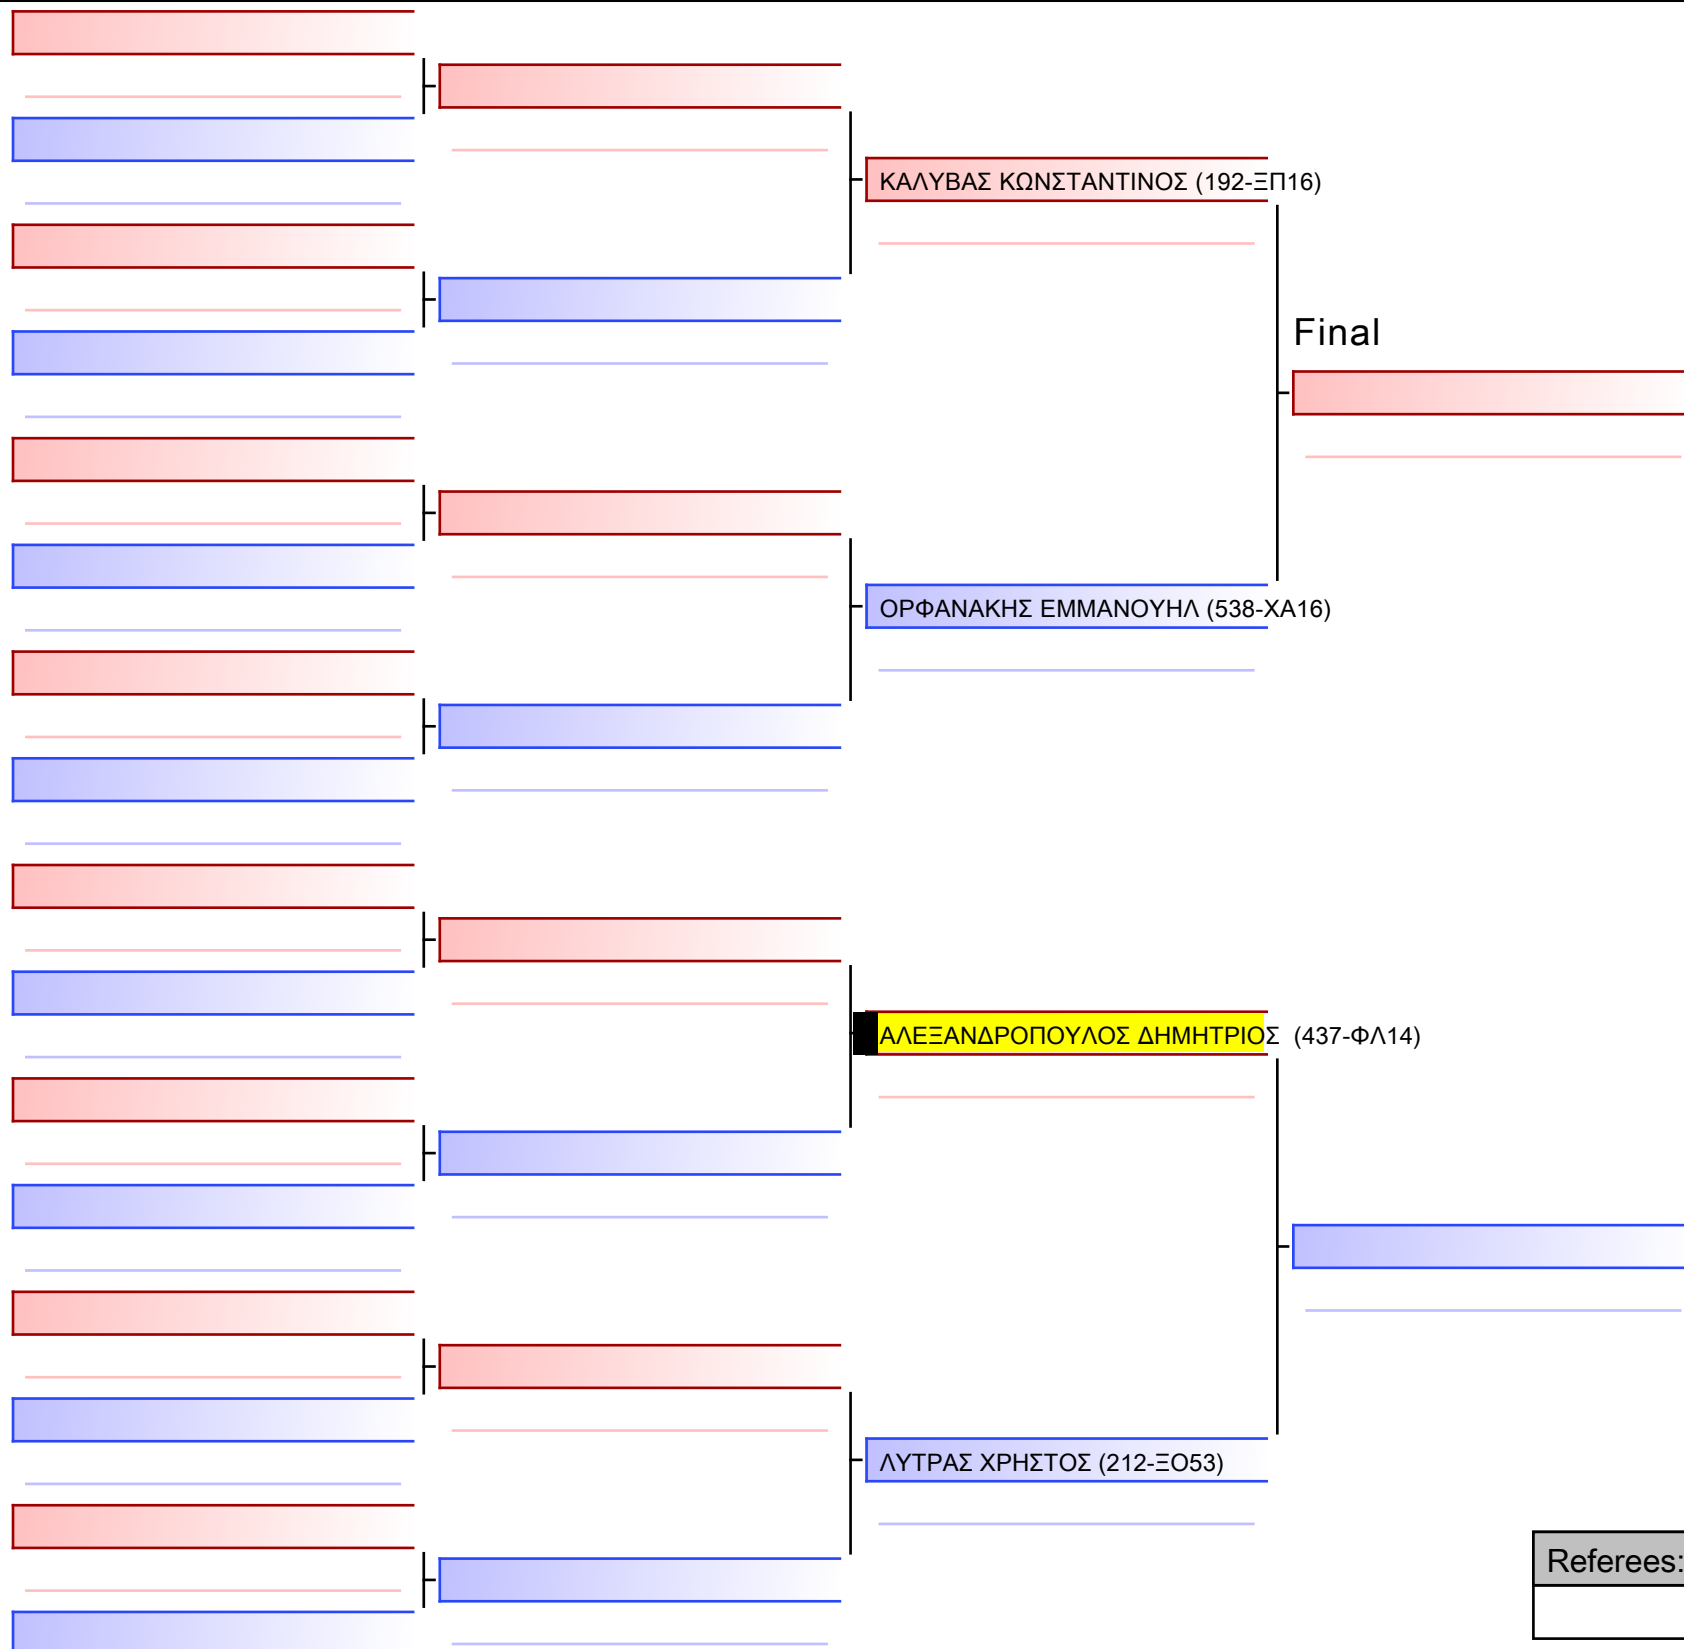 ΚΑΛΥΒΑΣ ΚΩΝΣΤΑΝΤΙΝΟΣ (192-ΞΠ16)
Final
ΟΡΦΑΝΑΚΗΣ ΕΜΜΑΝΟΥΗΛ (538-ΧΑ16)
ΑΛΕΞΑΝΔΡΟΠΟΥΛΟΣ ΔΗΜΗΤΡΙΟΣ (437-ΦΛ14)
ΛΥΤΡΑΣ ΧΡΗΣΤΟΣ (212-ΞΟ53)
Referees: